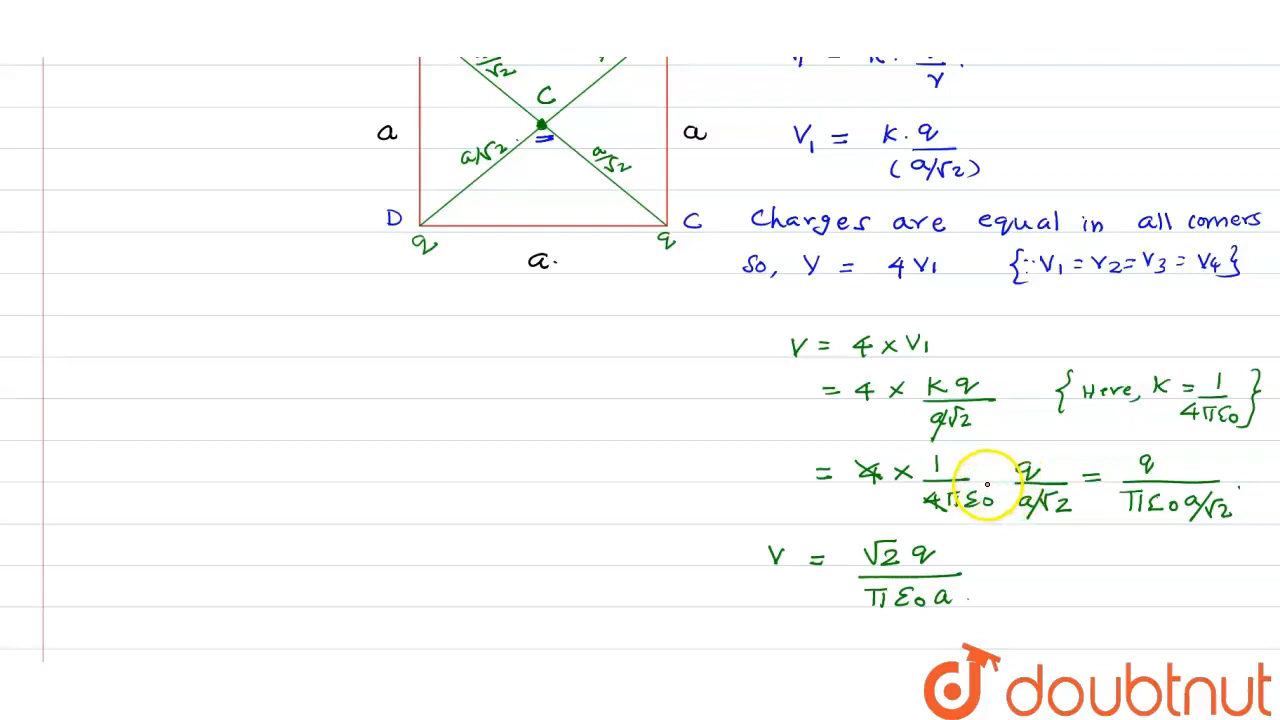 a/√2
V = K.
r
C
a
a
V₁ = K.q
(a/√2)
a/√2
a/√2
D
C
q
q
a.
Charges are equal in all corners
so, V = 4V₁ {∵V₁=V₂=V₃=V₄}
V = 4×V₁
= 4 × Kq / a/√2 {Here, K = 1/4πε₀}
= 4 × 1/4πε₀ q / a/√2 = q / πε₀a/√2.
V = √2 q / πε₀a.
doubtnut